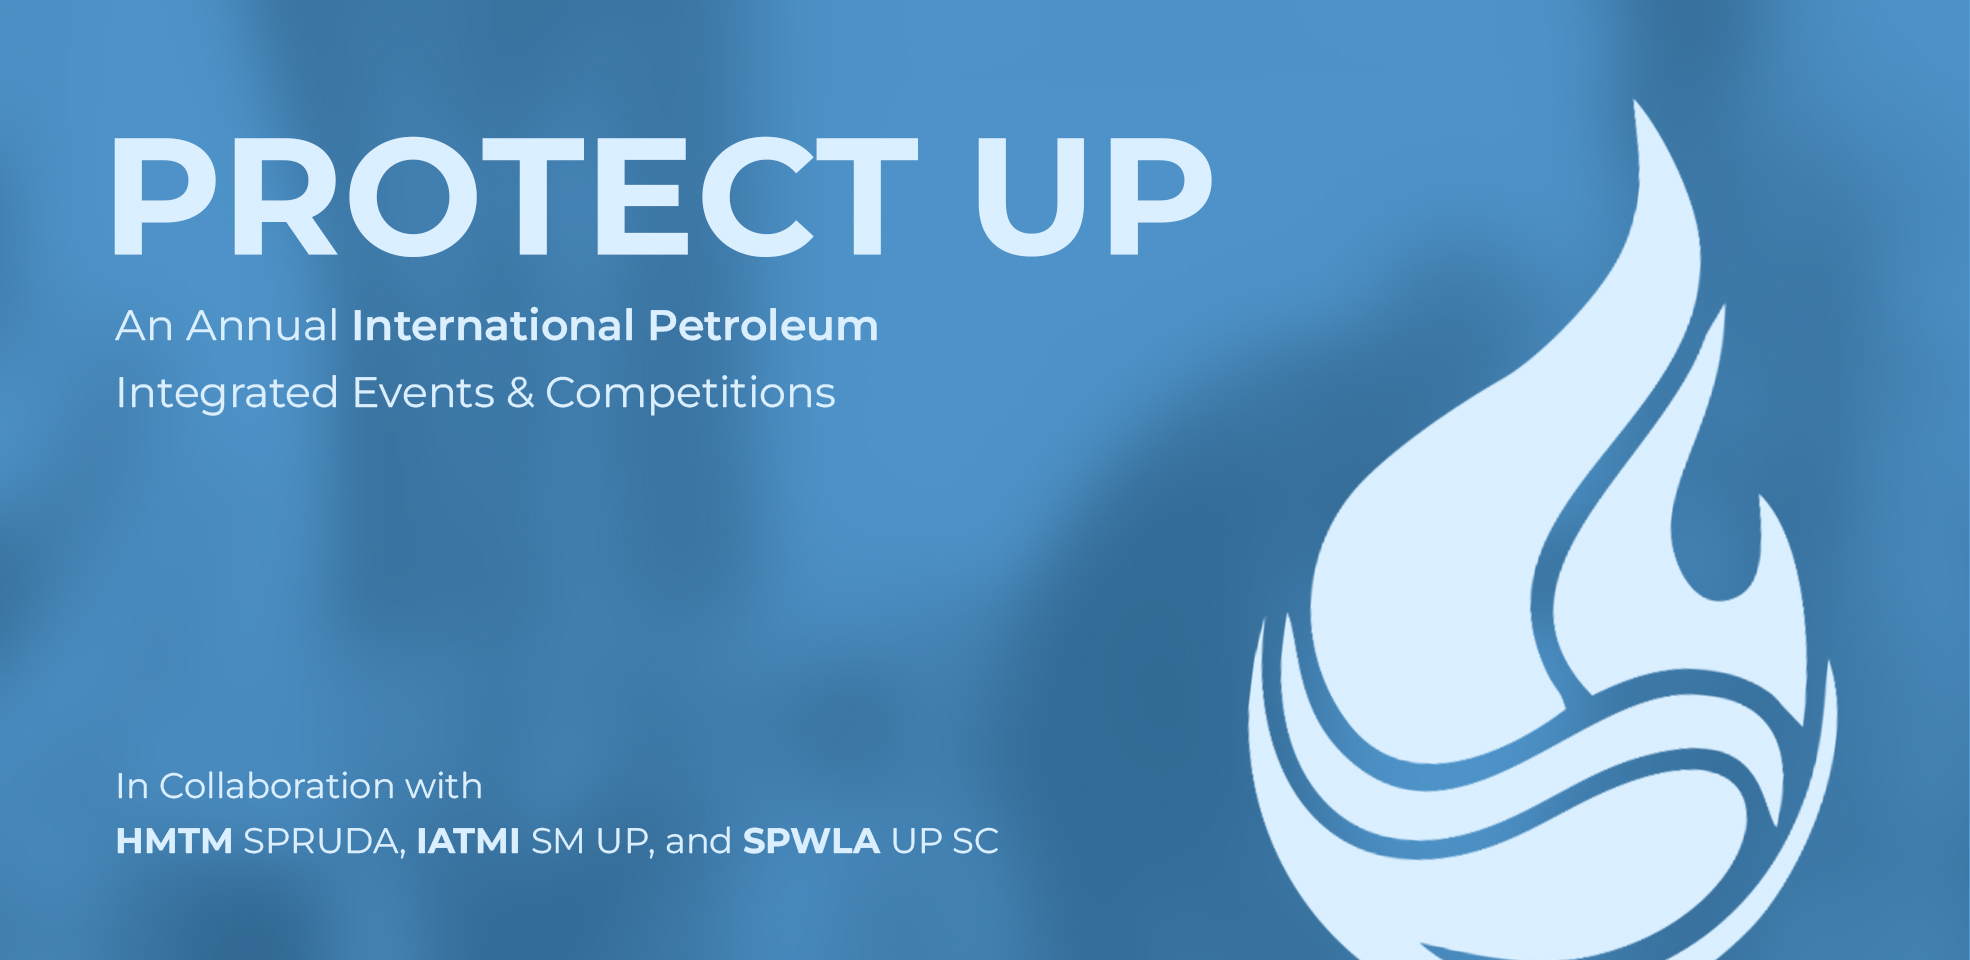 PROTECT UP
An Annual International Petroleum
Integrated Events & Competitions
In Collaboration with
HMTM SPRUDA, IATMI SM UP, and SPWLA UP SC